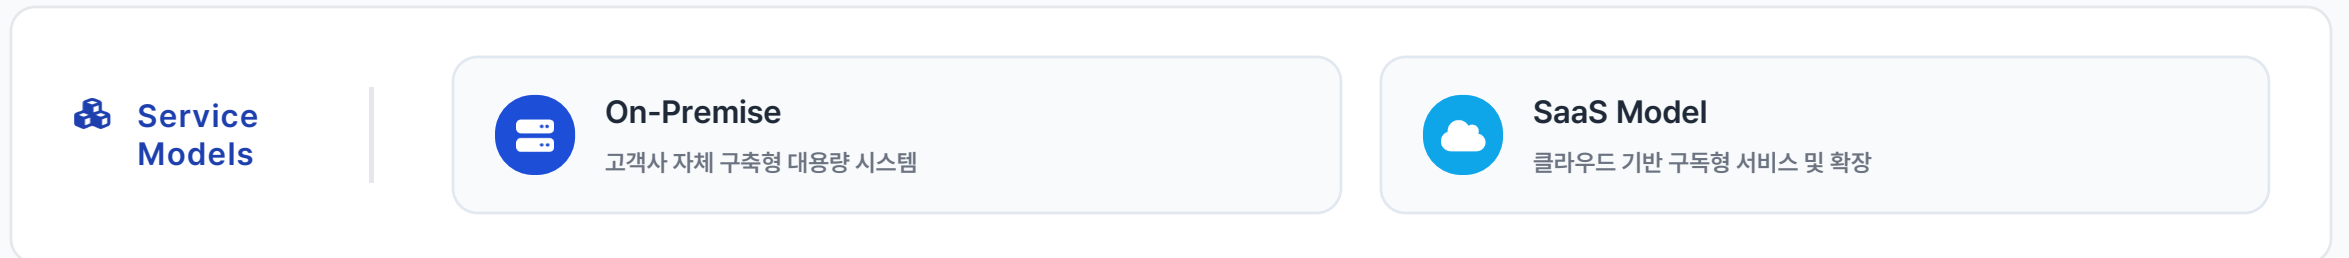 Service
Models
On-Premise
고객사 자체 구축형 대용량 시스템
SaaS Model
클라우드 기반 구독형 서비스 및 확장